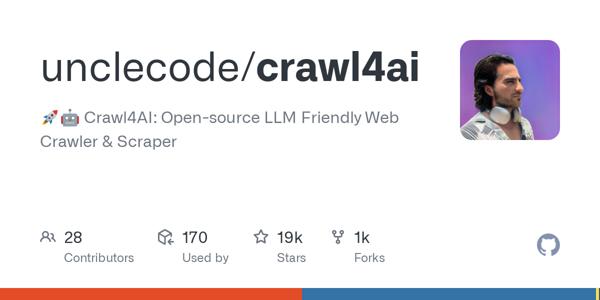 unclecode/crawl4ai
🚀🤖 Crawl4AI: Open-source LLM Friendly Web
Crawler & Scraper
28 170 19k 1k
Contributors Used by Stars Forks